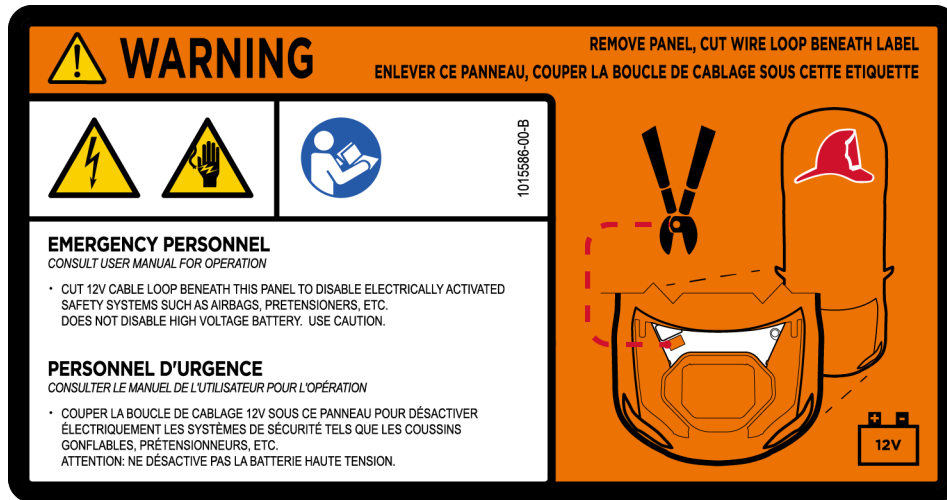 WARNING
REMOVE PANEL, CUT WIRE LOOP BENEATH LABEL
ENLEVER CE PANNEAU, COUPER LA BOUCLE DE CABLAGE SOUS CETTE ETIQUETTE
1015586-00-B
EMERGENCY PERSONNEL
CONSULT USER MANUAL FOR OPERATION
• CUT 12V CABLE LOOP BENEATH THIS PANEL TO DISABLE ELECTRICALLY ACTIVATED
SAFETY SYSTEMS SUCH AS AIRBAGS, PRETENSIONERS, ETC.
DOES NOT DISABLE HIGH VOLTAGE BATTERY. USE CAUTION.
PERSONNEL D'URGENCE
CONSULTER LE MANUEL DE L'UTILISATEUR POUR L'OPÉRATION
• COUPER LA BOUCLE DE CABLAGE 12V SOUS CE PANNEAU POUR DÉSACTIVER
ÉLECTRIQUEMENT LES SYSTÈMES DE SÉCURITÉ TELS QUE LES COUSSINS
GONFLABLES, PRÉTENSIONNEURS, ETC.
ATTENTION: NE DÉSACTIVE PAS LA BATTERIE HAUTE TENSION.
12V